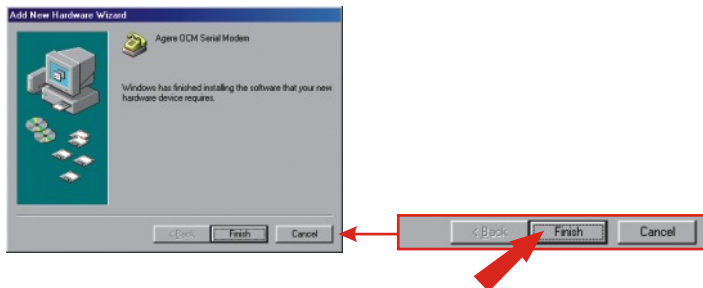 Add New Hardware Wizard
Agere OCM Serial Modem
Windows has finished installing the software that your new
hardware device requires.
< Back Finish Cancel
< Back Finish Cancel